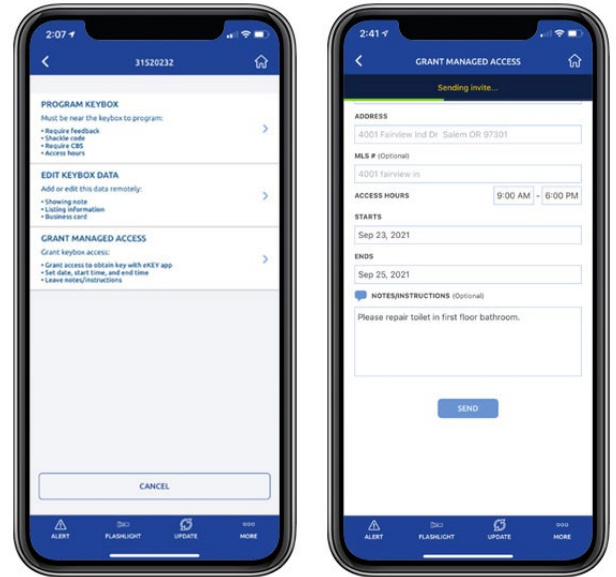 2:07
31520232
PROGRAM KEYBOX
Must be near the keybox to program:
• Require feedback
• Shackle code
• Require CBS
• Access hours
EDIT KEYBOX DATA
Add or edit this data remotely:
• Showing note
• Listing information
• Business card
GRANT MANAGED ACCESS
Grant keybox access:
• Grant access to obtain key with eKEY app
• Set date, start time, and end time
• Leave notes/instructions
CANCEL
ALERT FLASHLIGHT UPDATE MORE
2:41
GRANT MANAGED ACCESS
Sending invite...
ADDRESS
4001 Fairview Ind Dr Salem OR 97301
MLS # (Optional)
4001 fairview in
ACCESS HOURS 9:00 AM - 6:00 PM
STARTS
Sep 23, 2021
ENDS
Sep 25, 2021
NOTES/INSTRUCTIONS (Optional)
Please repair toilet in first floor bathroom.
SEND
ALERT FLASHLIGHT UPDATE MORE